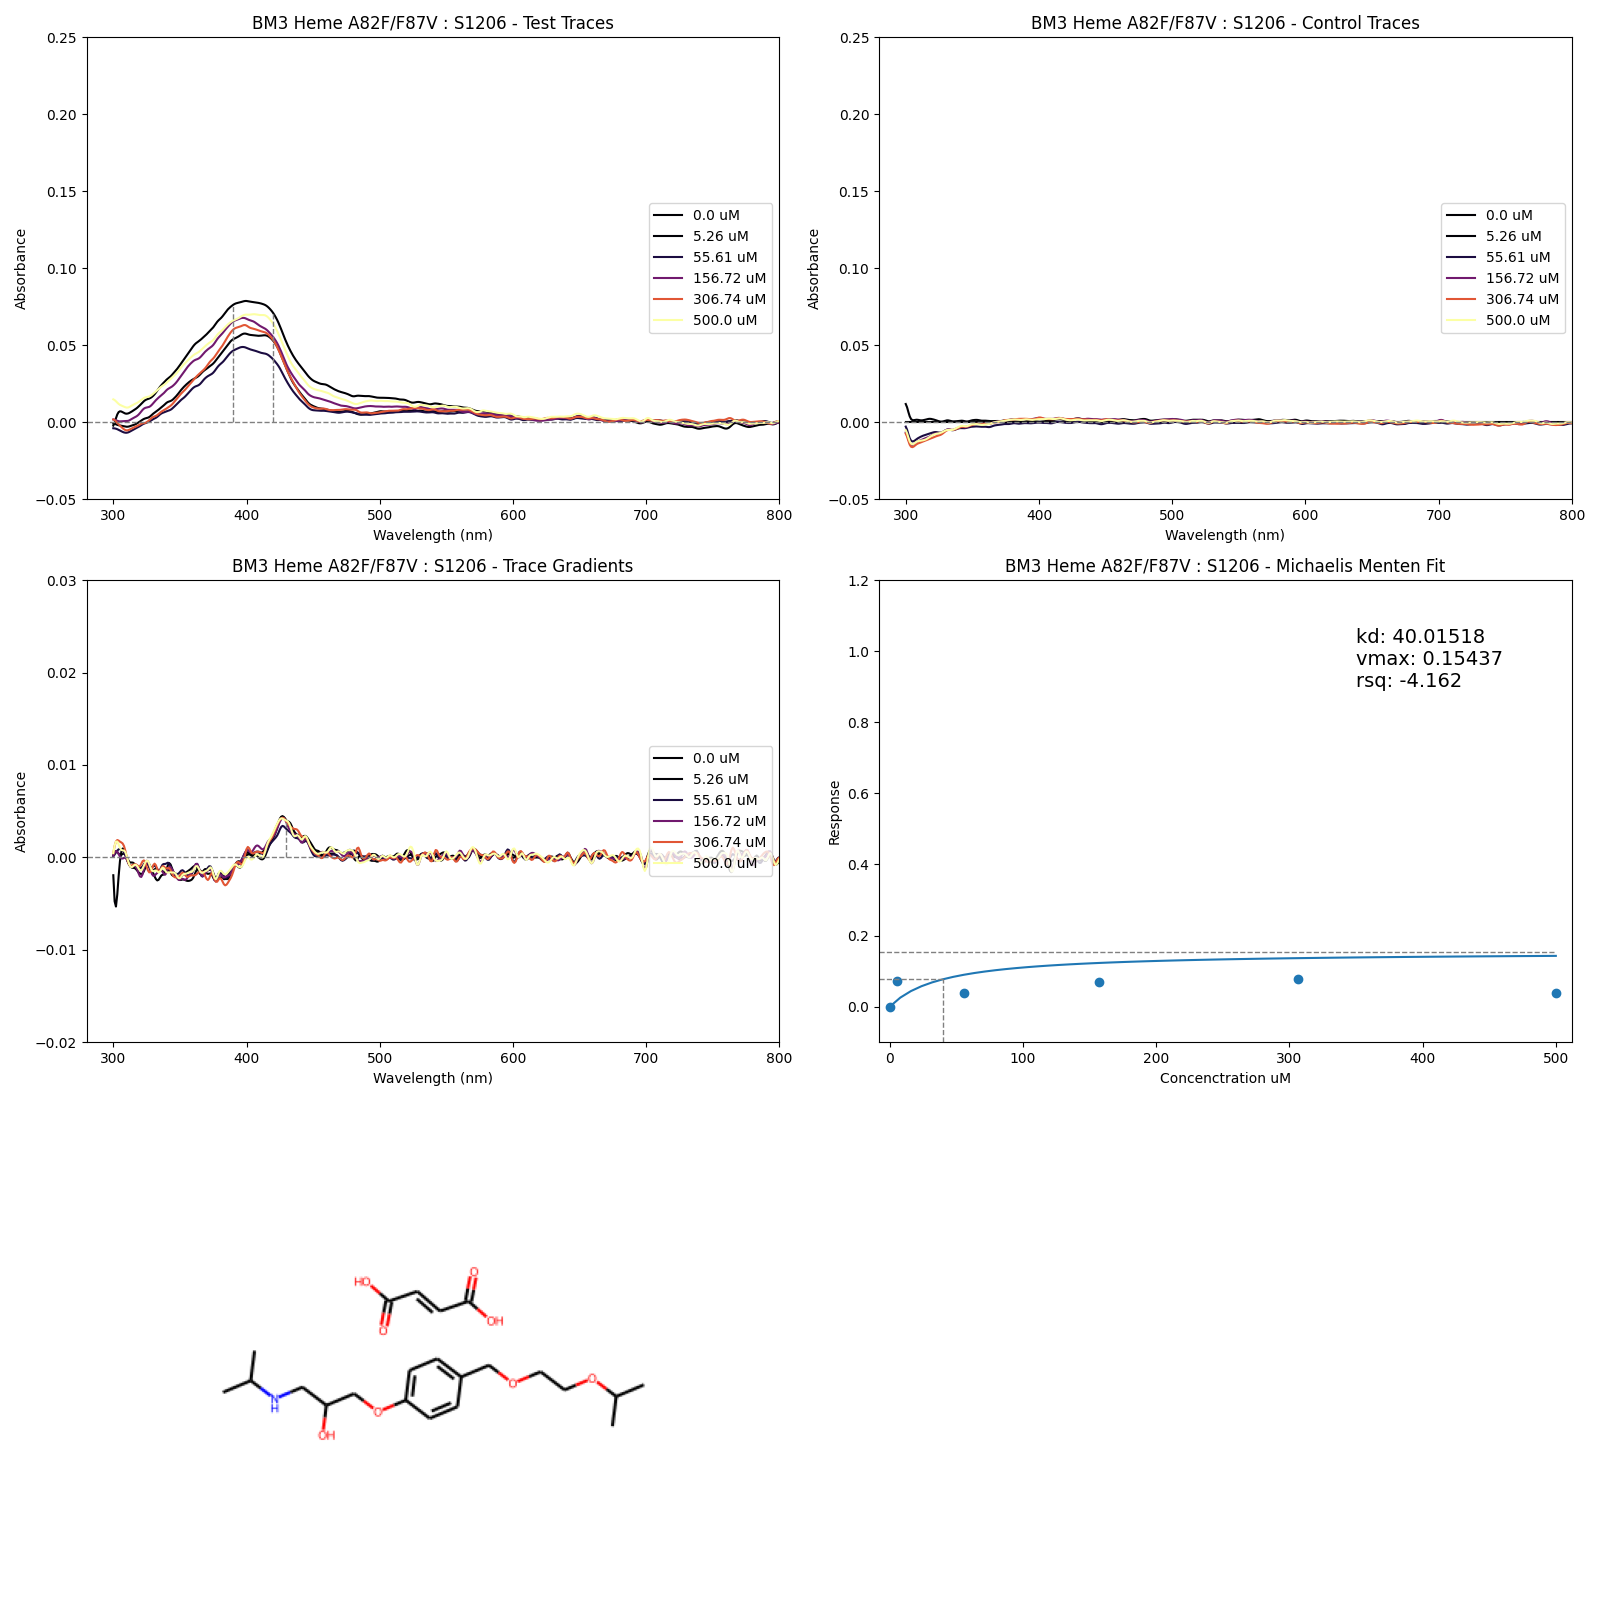 BM3 Heme A82F/F87V : S1206 - Test Traces
0.25
0.20
0.15
0.10
0.05
0.00
−0.05
Absorbance
300
400
500
600
700
800
Wavelength (nm)
0.0 uM
5.26 uM
55.61 uM
156.72 uM
306.74 uM
500.0 uM
BM3 Heme A82F/F87V : S1206 - Control Traces
0.25
0.20
0.15
0.10
0.05
0.00
−0.05
Absorbance
300
400
500
600
700
800
Wavelength (nm)
0.0 uM
5.26 uM
55.61 uM
156.72 uM
306.74 uM
500.0 uM
BM3 Heme A82F/F87V : S1206 - Trace Gradients
0.03
0.02
0.01
0.00
−0.01
−0.02
Absorbance
300
400
500
600
700
800
Wavelength (nm)
0.0 uM
5.26 uM
55.61 uM
156.72 uM
306.74 uM
500.0 uM
BM3 Heme A82F/F87V : S1206 - Michaelis Menten Fit
1.2
1.0
0.8
0.6
0.4
0.2
0.0
Response
0
100
200
300
400
500
Concenctration uM
kd: 40.01518
vmax: 0.15437
rsq: -4.162
HO
O
O
OH
N
H
OH
O
O
O